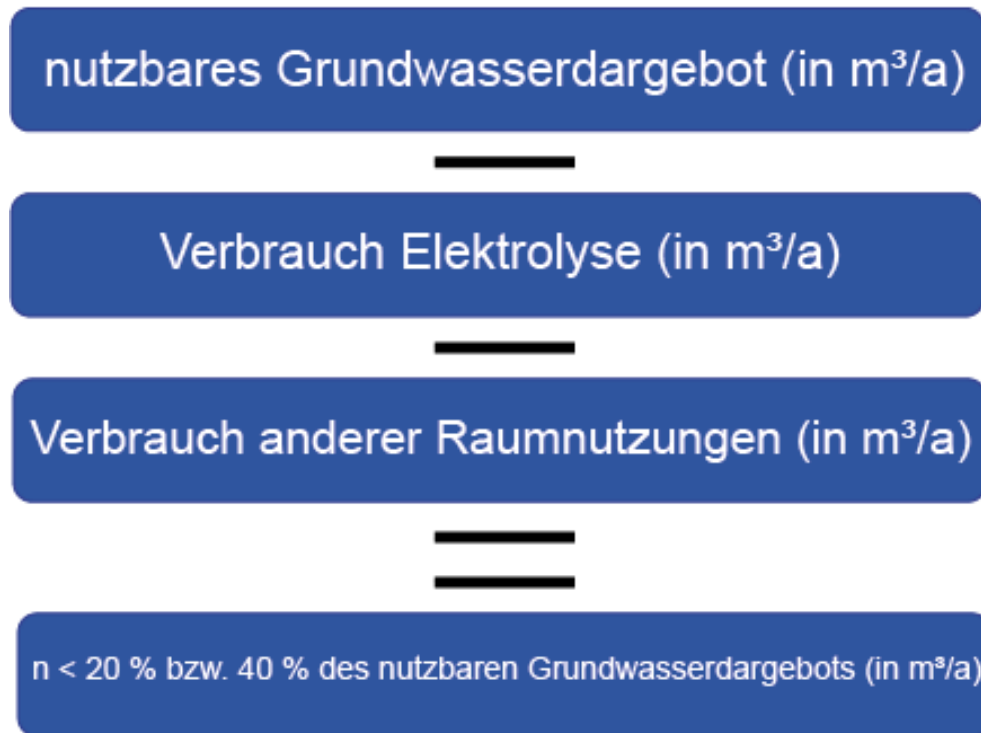 nutzbares Grundwasserdargebot (in m³/a)
Verbrauch Elektrolyse (in m³/a)
Verbrauch anderer Raumnutzungen (in m³/a)
n < 20 % bzw. 40 % des nutzbaren Grundwasserdargebots (in m³/a)